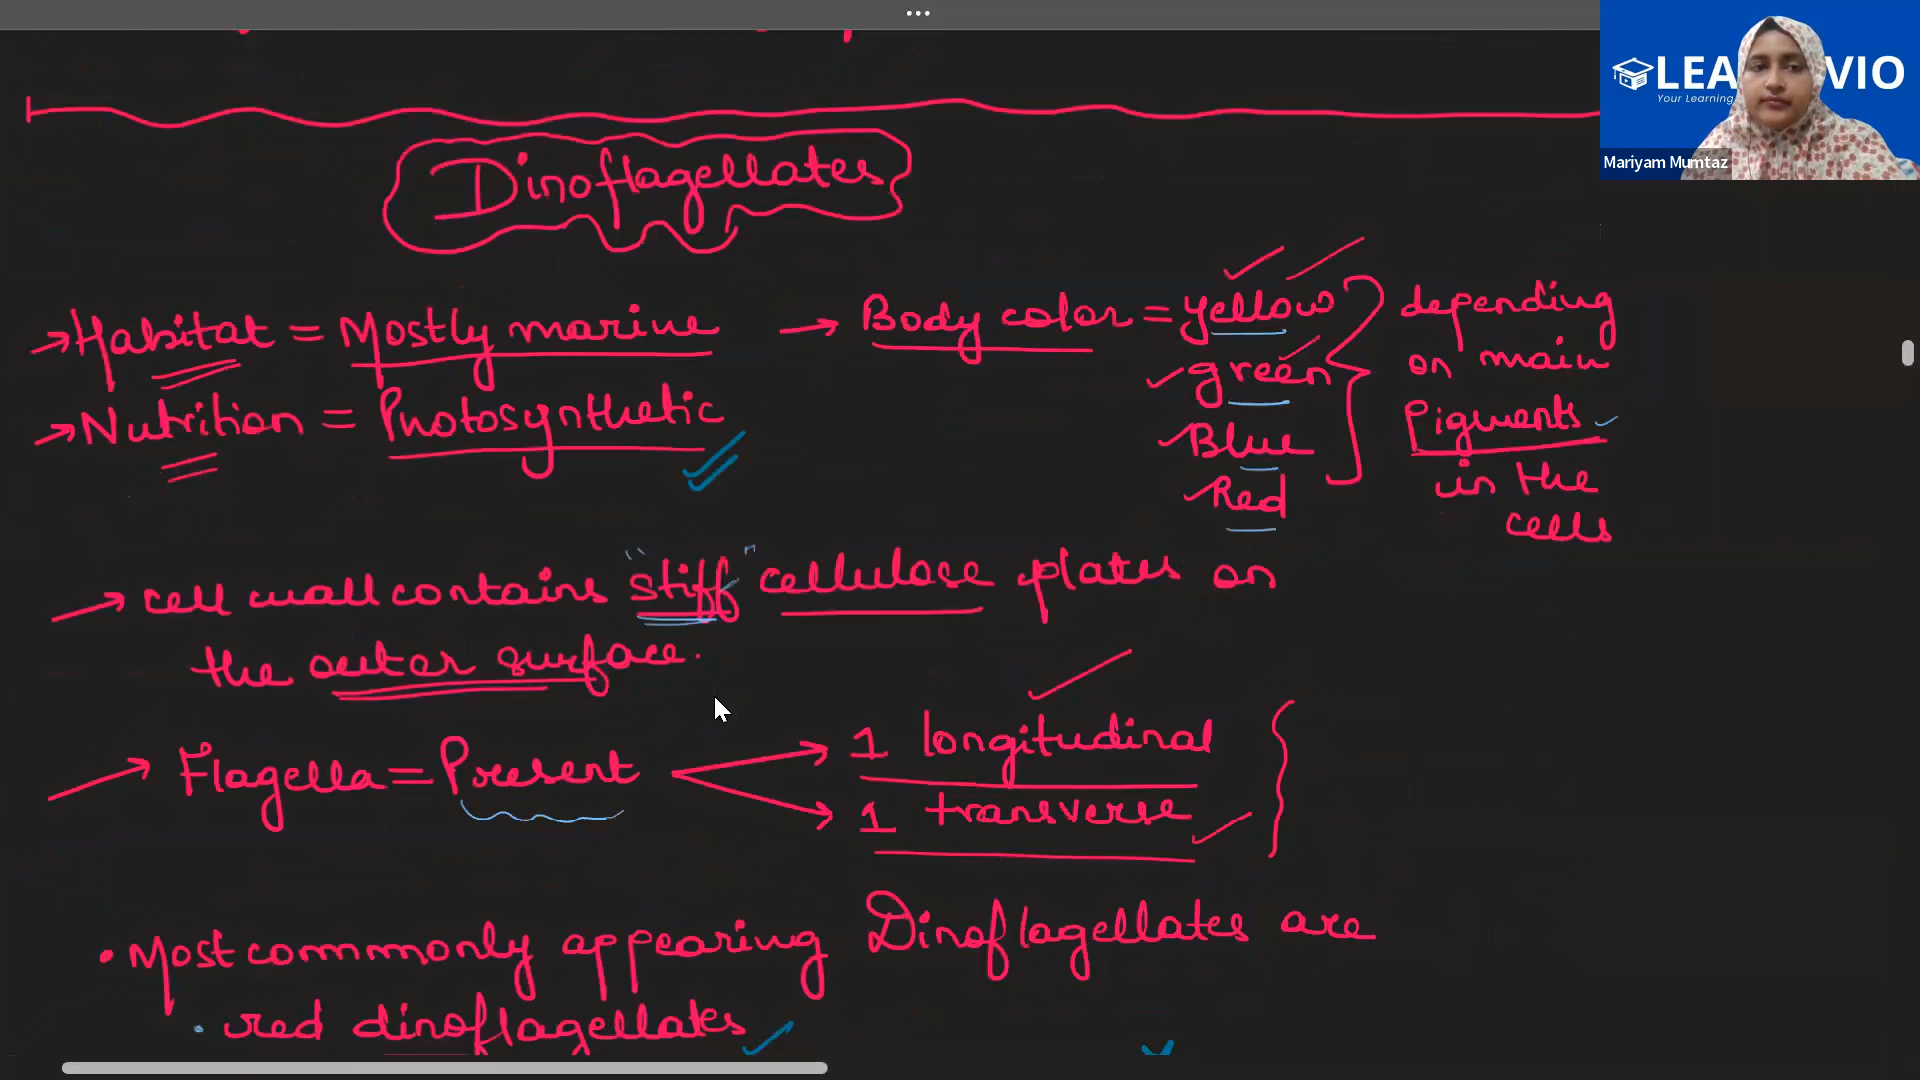 LEA VIO
Your Learning
Mariyam Mumtaz
Dinoflagellates
→ Habitat = Mostly marine
→ Nutrition = Photosynthetic
→ Body color = yellow
green
Blue
Red
depending
on main
Pigments
in the
cells
→ cell wall contains "stiff" cellulose plates on
the outer surface.
→ Flagella = Present
1 longitudinal
1 transverse
• Most commonly appearing Dinoflagellates are
• red dinoflagellates